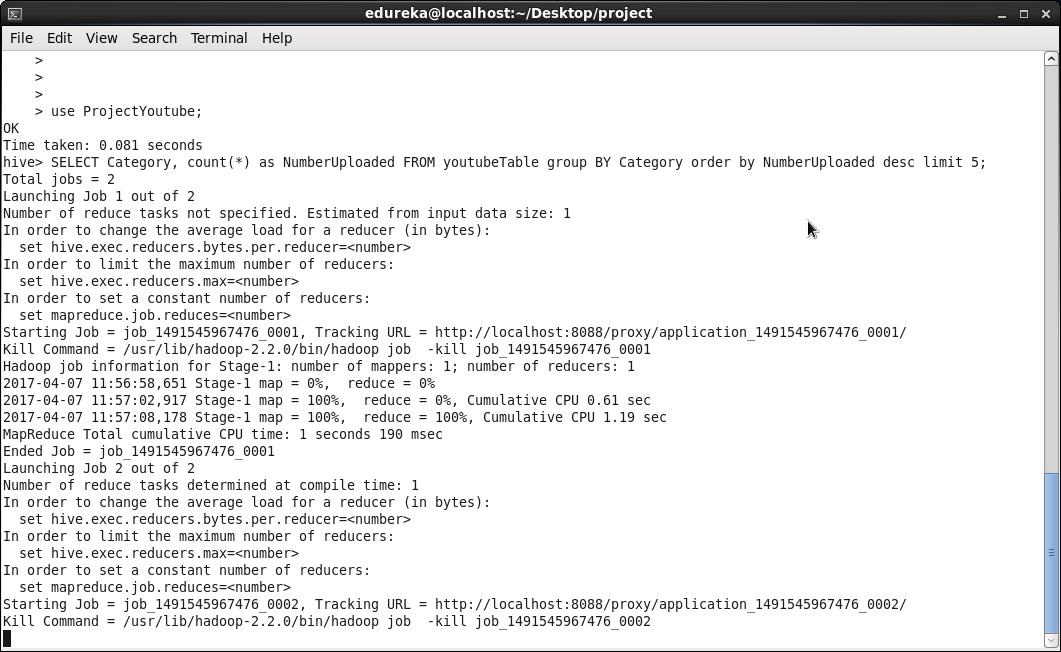 edureka@localhost:~/Desktop/project
File Edit View Search Terminal Help
    >
    >
    >
    > use ProjectYoutube;
OK
Time taken: 0.081 seconds
hive> SELECT Category, count(*) as NumberUploaded FROM youtubeTable group BY Category order by NumberUploaded desc limit 5;
Total jobs = 2
Launching Job 1 out of 2
Number of reduce tasks not specified. Estimated from input data size: 1
In order to change the average load for a reducer (in bytes):
  set hive.exec.reducers.bytes.per.reducer=<number>
In order to limit the maximum number of reducers:
  set hive.exec.reducers.max=<number>
In order to set a constant number of reducers:
  set mapreduce.job.reduces=<number>
Starting Job = job_1491545967476_0001, Tracking URL = http://localhost:8088/proxy/application_1491545967476_0001/
Kill Command = /usr/lib/hadoop-2.2.0/bin/hadoop job  -kill job_1491545967476_0001
Hadoop job information for Stage-1: number of mappers: 1; number of reducers: 1
2017-04-07 11:56:58,651 Stage-1 map = 0%,  reduce = 0%
2017-04-07 11:57:02,917 Stage-1 map = 100%,  reduce = 0%, Cumulative CPU 0.61 sec
2017-04-07 11:57:08,178 Stage-1 map = 100%,  reduce = 100%, Cumulative CPU 1.19 sec
MapReduce Total cumulative CPU time: 1 seconds 190 msec
Ended Job = job_1491545967476_0001
Launching Job 2 out of 2
Number of reduce tasks determined at compile time: 1
In order to change the average load for a reducer (in bytes):
  set hive.exec.reducers.bytes.per.reducer=<number>
In order to limit the maximum number of reducers:
  set hive.exec.reducers.max=<number>
In order to set a constant number of reducers:
  set mapreduce.job.reduces=<number>
Starting Job = job_1491545967476_0002, Tracking URL = http://localhost:8088/proxy/application_1491545967476_0002/
Kill Command = /usr/lib/hadoop-2.2.0/bin/hadoop job  -kill job_1491545967476_0002